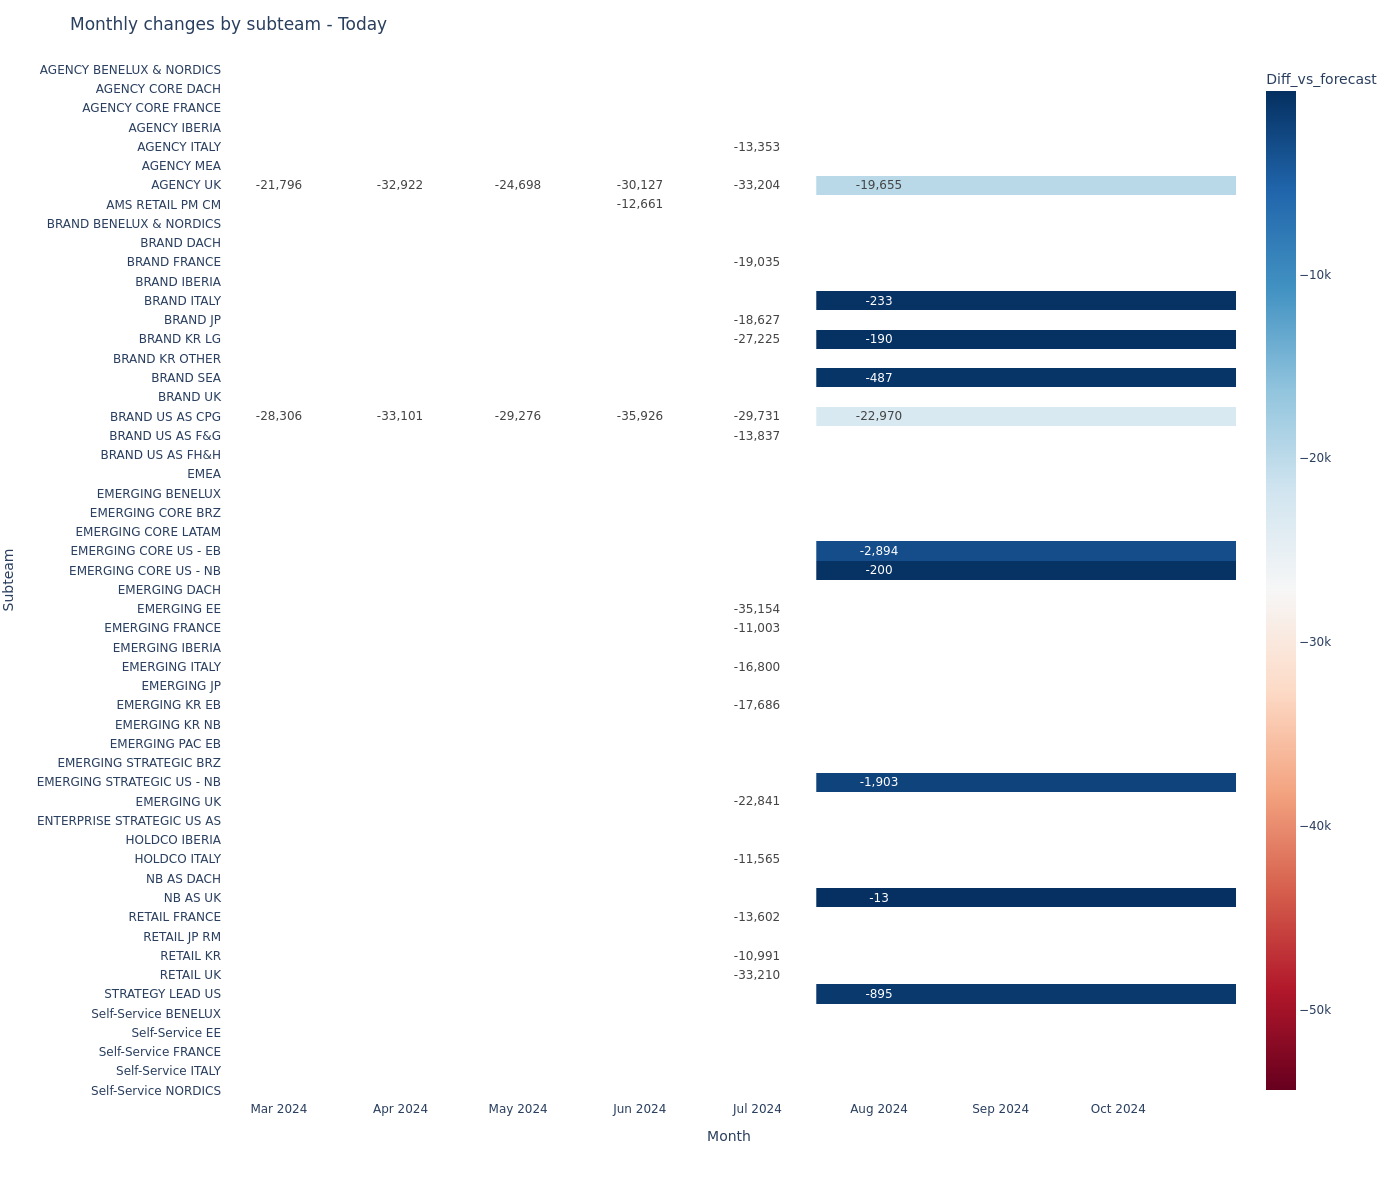 Monthly changes by subteam - Today
Diff_vs_forecast
AGENCY BENELUX & NORDICS
AGENCY CORE DACH
AGENCY CORE FRANCE
AGENCY IBERIA
AGENCY ITALY -13,353
AGENCY MEA
AGENCY UK -21,796 -32,922 -24,698 -30,127 -33,204 -19,655
AMS RETAIL PM CM -12,661
BRAND BENELUX & NORDICS
BRAND DACH
BRAND FRANCE -19,035
BRAND IBERIA
BRAND ITALY -233
BRAND JP -18,627
BRAND KR LG -27,225 -190
BRAND KR OTHER
BRAND SEA -487
BRAND UK
BRAND US AS CPG -28,306 -33,101 -29,276 -35,926 -29,731 -22,970
BRAND US AS F&G -13,837
BRAND US AS FH&H
EMEA
EMERGING BENELUX
EMERGING CORE BRZ
EMERGING CORE LATAM
EMERGING CORE US - EB -2,894
EMERGING CORE US - NB -200
EMERGING DACH
EMERGING EE -35,154
EMERGING FRANCE -11,003
EMERGING IBERIA
EMERGING ITALY -16,800
EMERGING JP
EMERGING KR EB -17,686
EMERGING KR NB
EMERGING PAC EB
EMERGING STRATEGIC BRZ
EMERGING STRATEGIC US - NB -1,903
EMERGING UK -22,841
ENTERPRISE STRATEGIC US AS
HOLDCO IBERIA
HOLDCO ITALY -11,565
NB AS DACH
NB AS UK -13
RETAIL FRANCE -13,602
RETAIL JP RM
RETAIL KR -10,991
RETAIL UK -33,210
STRATEGY LEAD US -895
Self-Service BENELUX
Self-Service EE
Self-Service FRANCE
Self-Service ITALY
Self-Service NORDICS
Subteam
Mar 2024 Apr 2024 May 2024 Jun 2024 Jul 2024 Aug 2024 Sep 2024 Oct 2024
Month
−10k
−20k
−30k
−40k
−50k